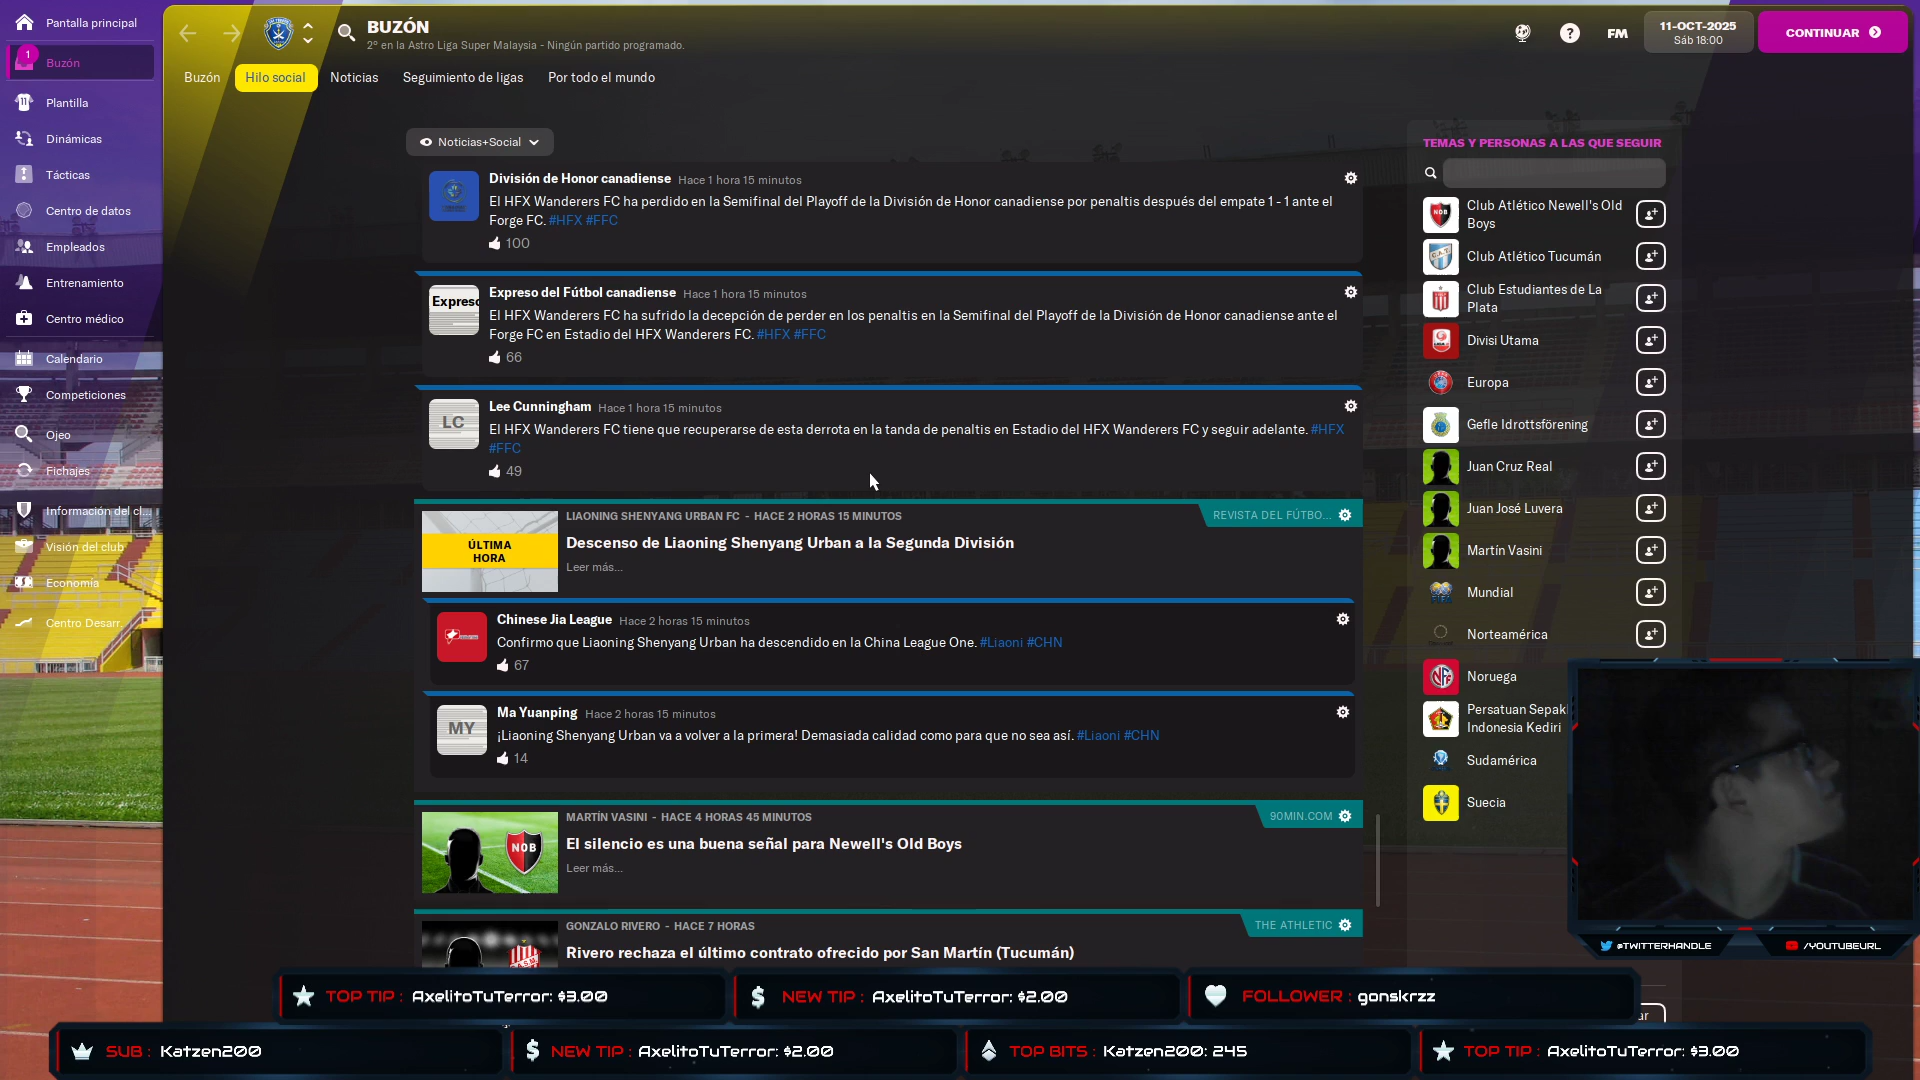 Pantalla principal
1
Buzón
Plantilla
Dinámicas
Tácticas
Centro de datos
Empleados
Entrenamiento
Centro médico
Calendario
Competiciones
Ojeo
Fichajes
Información del cl...
Visión del club
Economía
Centro Desarr.
BUZÓN
2º en la Astro Liga Super Malaysia - Ningún partido programado.
FM
11-OCT-2025
Sáb 18:00
CONTINUAR
Buzón
Hilo social
Noticias
Seguimiento de ligas
Por todo el mundo
Noticias+Social
División de Honor canadiense Hace 1 hora 15 minutos
El HFX Wanderers FC ha perdido en la Semifinal del Playoff de la División de Honor canadiense por penaltis después del empate 1 - 1 ante el
Forge FC. #HFX #FFC
100
Expreso
Expreso del Fútbol canadiense Hace 1 hora 15 minutos
El HFX Wanderers FC ha sufrido la decepción de perder en los penaltis en la Semifinal del Playoff de la División de Honor canadiense ante el
Forge FC en Estadio del HFX Wanderers FC. #HFX #FFC
66
LC
Lee Cunningham Hace 1 hora 15 minutos
El HFX Wanderers FC tiene que recuperarse de esta derrota en la tanda de penaltis en Estadio del HFX Wanderers FC y seguir adelante. #HFX
#FFC
49
LIAONING SHENYANG URBAN FC - HACE 2 HORAS 15 MINUTOS
REVISTA DEL FÚTBO...
ÚLTIMA
HORA
Descenso de Liaoning Shenyang Urban a la Segunda División
Leer más...
Chinese Jia League Hace 2 horas 15 minutos
Confirmo que Liaoning Shenyang Urban ha descendido en la China League One. #Liaoni #CHN
67
MY
Ma Yuanping Hace 2 horas 15 minutos
¡Liaoning Shenyang Urban va a volver a la primera! Demasiada calidad como para que no sea así. #Liaoni #CHN
14
MARTÍN VASINI - HACE 4 HORAS 45 MINUTOS
90MIN.COM
NOB
El silencio es una buena señal para Newell's Old Boys
Leer más...
GONZALO RIVERO - HACE 7 HORAS
THE ATHLETIC
Rivero rechaza el último contrato ofrecido por San Martín (Tucumán)
TEMAS Y PERSONAS A LAS QUE SEGUIR
Club Atlético Newell's Old
Boys
Club Atlético Tucumán
Club Estudiantes de La
Plata
Divisi Utama
Europa
Gefle Idrottsförening
Juan Cruz Real
Juan José Luvera
Martín Vasini
Mundial
Norteamérica
Noruega
Persatuan Sepak
Indonesia Kediri
Sudamérica
Suecia
@TWITTERHANDLE
/YOUTUBEURL
TOP TIP : AxelitoTuTerror: $3.00
NEW TIP : AxelitoTuTerror: $2.00
FOLLOWER : gonskrzz
ar
SUB : Katzen200
NEW TIP : AxelitoTuTerror: $2.00
TOP BITS : Katzen200: 245
TOP TIP : AxelitoTuTerror: $3.00